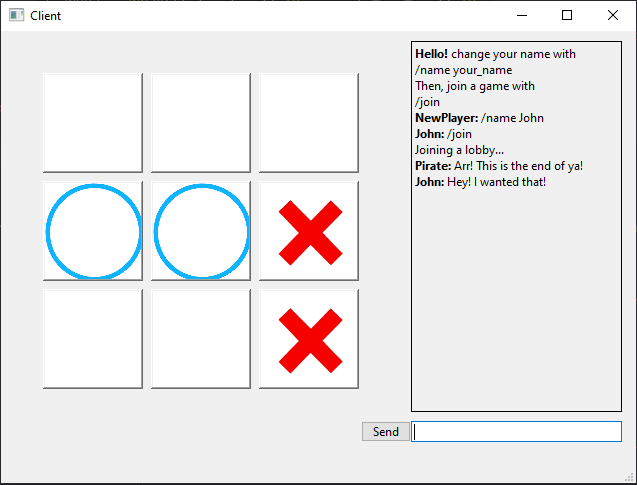 Client
Hello! change your name with
/name your_name
Then, join a game with
/join
NewPlayer: /name John
John: /join
Joining a lobby...
Pirate: Arr! This is the end of ya!
John: Hey! I wanted that!
Send